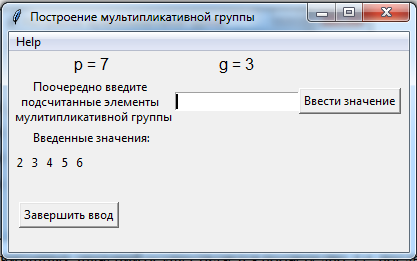 Построение мультипликативной группы
Help
p = 7 g = 3
Поочередно введите
подсчитанные элементы
мулитипликативной группы
Ввести значение
Введенные значения:
2 3 4 5 6
Завершить ввод